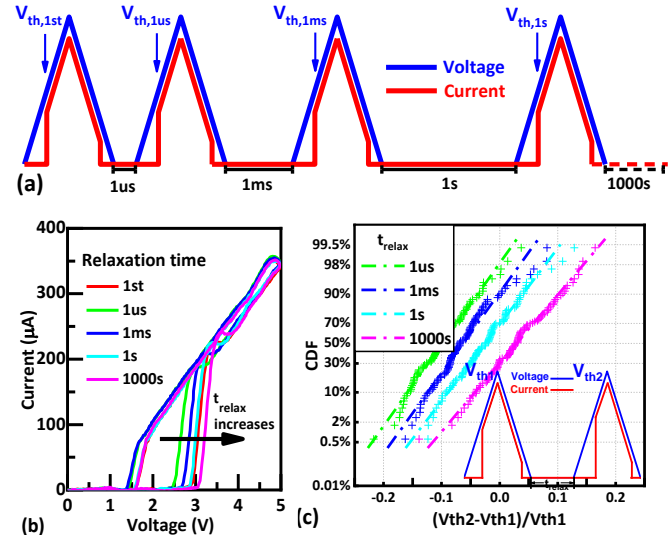 V_th,1st
V_th,1us
V_th,1ms
V_th,1s
Voltage
Current
1us
1ms
1s
1000s
(a)
400
300
200
100
0
Current (µA)
Relaxation time
1st
1us
1ms
1s
1000s
t_relax
increases
0 1 2 3 4 5
Voltage (V)
(b)
99.5%
98%
90%
70%
50%
30%
10%
2%
0.5%
0.01%
CDF
t_relax
1us
1ms
1s
1000s
V_th1
Voltage
Current
V_th2
t_relax
-0.2 -0.1 0.0 0.1 0.2
(Vth2-Vth1)/Vth1
(c)